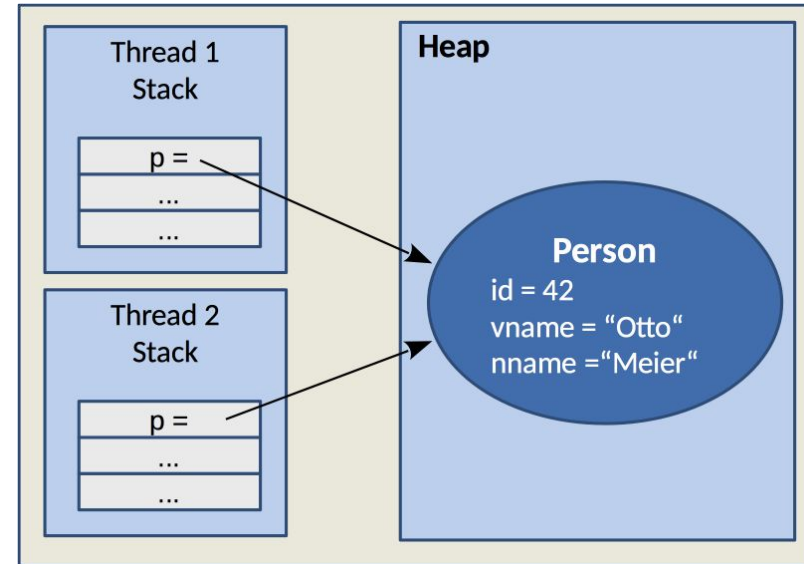 Thread 1
Stack
p =
...
...
Thread 2
Stack
p =
...
...
Heap
Person
id = 42
vname = “Otto“
nname =“Meier“